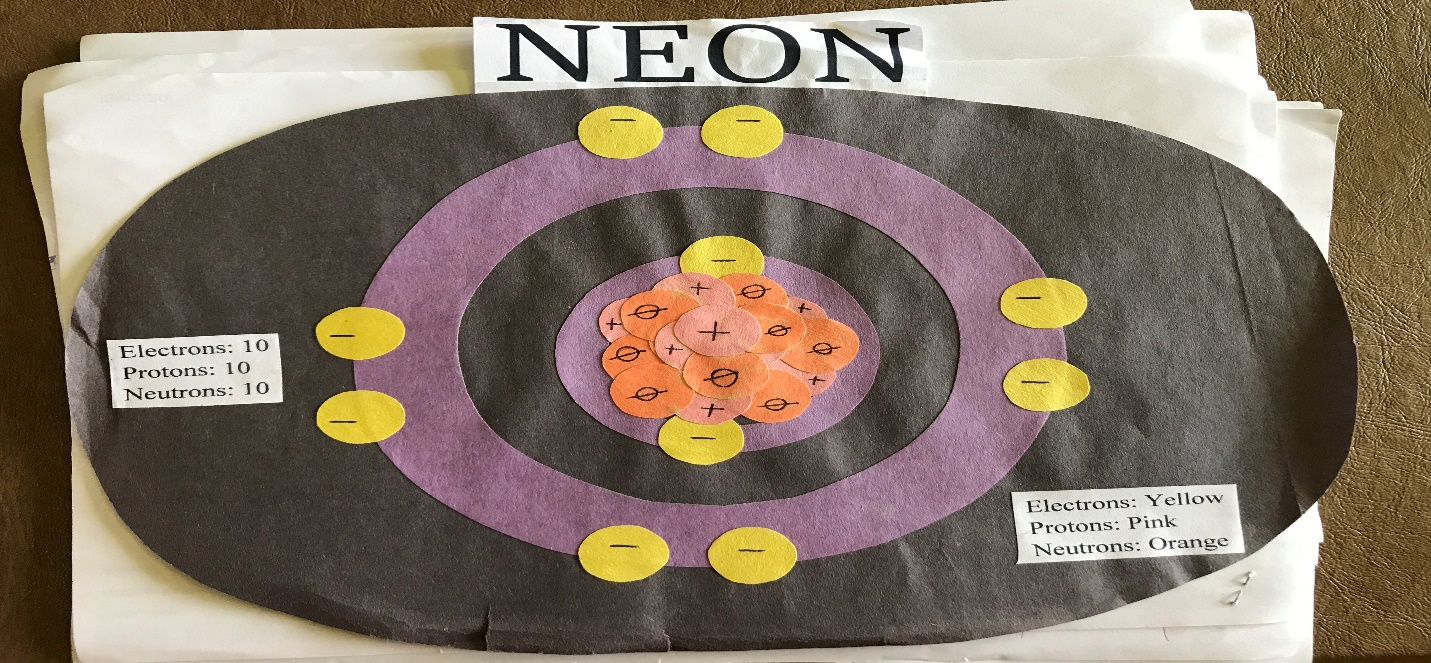 NEON
−
−
−
+
Ø
Ø
+
+
+
Ø
−
−
+
Ø
Ø
Ø
+
−
Ø
Ø
+
−
−
−
−
Electrons: 10
Protons: 10
Neutrons: 10
Electrons: Yellow
Protons: Pink
Neutrons: Orange